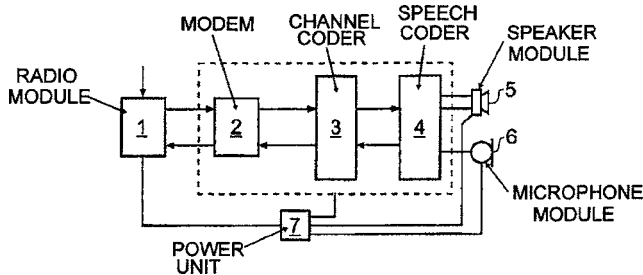 MODEM
CHANNEL
CODER
SPEECH
CODER
SPEAKER
MODULE
RADIO
MODULE
1
2
3
4
5
6
MICROPHONE
MODULE
7
POWER
UNIT